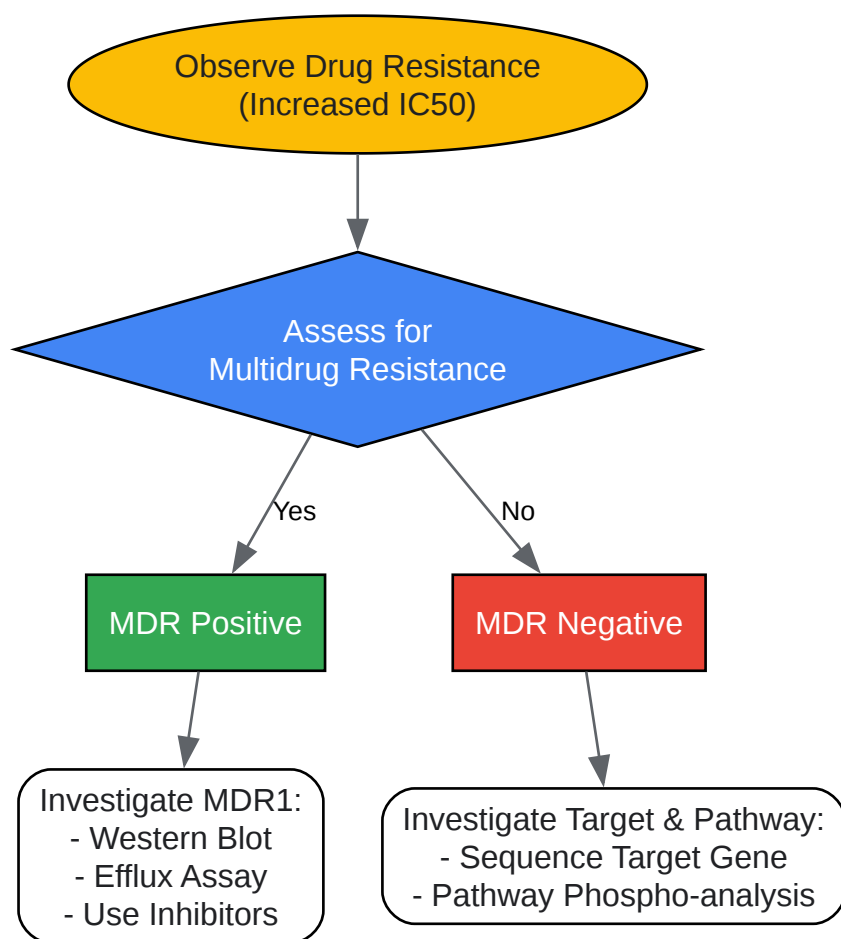 Observe Drug Resistance
(Increased IC50)
Assess for
Multidrug Resistance
Yes
No
MDR Positive
MDR Negative
Investigate MDR1:
- Western Blot
- Efflux Assay
- Use Inhibitors
Investigate Target & Pathway:
- Sequence Target Gene
- Pathway Phospho-analysis